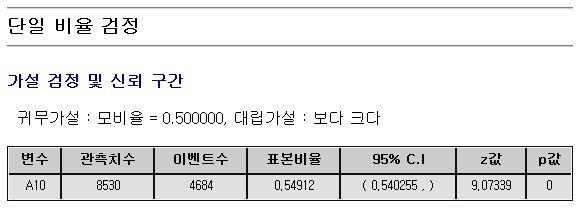 단일 비율 검정
가설 검정 및 신뢰 구간
귀무가설 : 모비율 = 0.500000, 대립가설 : 보다 크다
변수 관측치수 이벤트수 표본비율 95% C.I z값 p값
A10 8530 4684 0.54912 ( 0.540255 , ) 9.07339 0